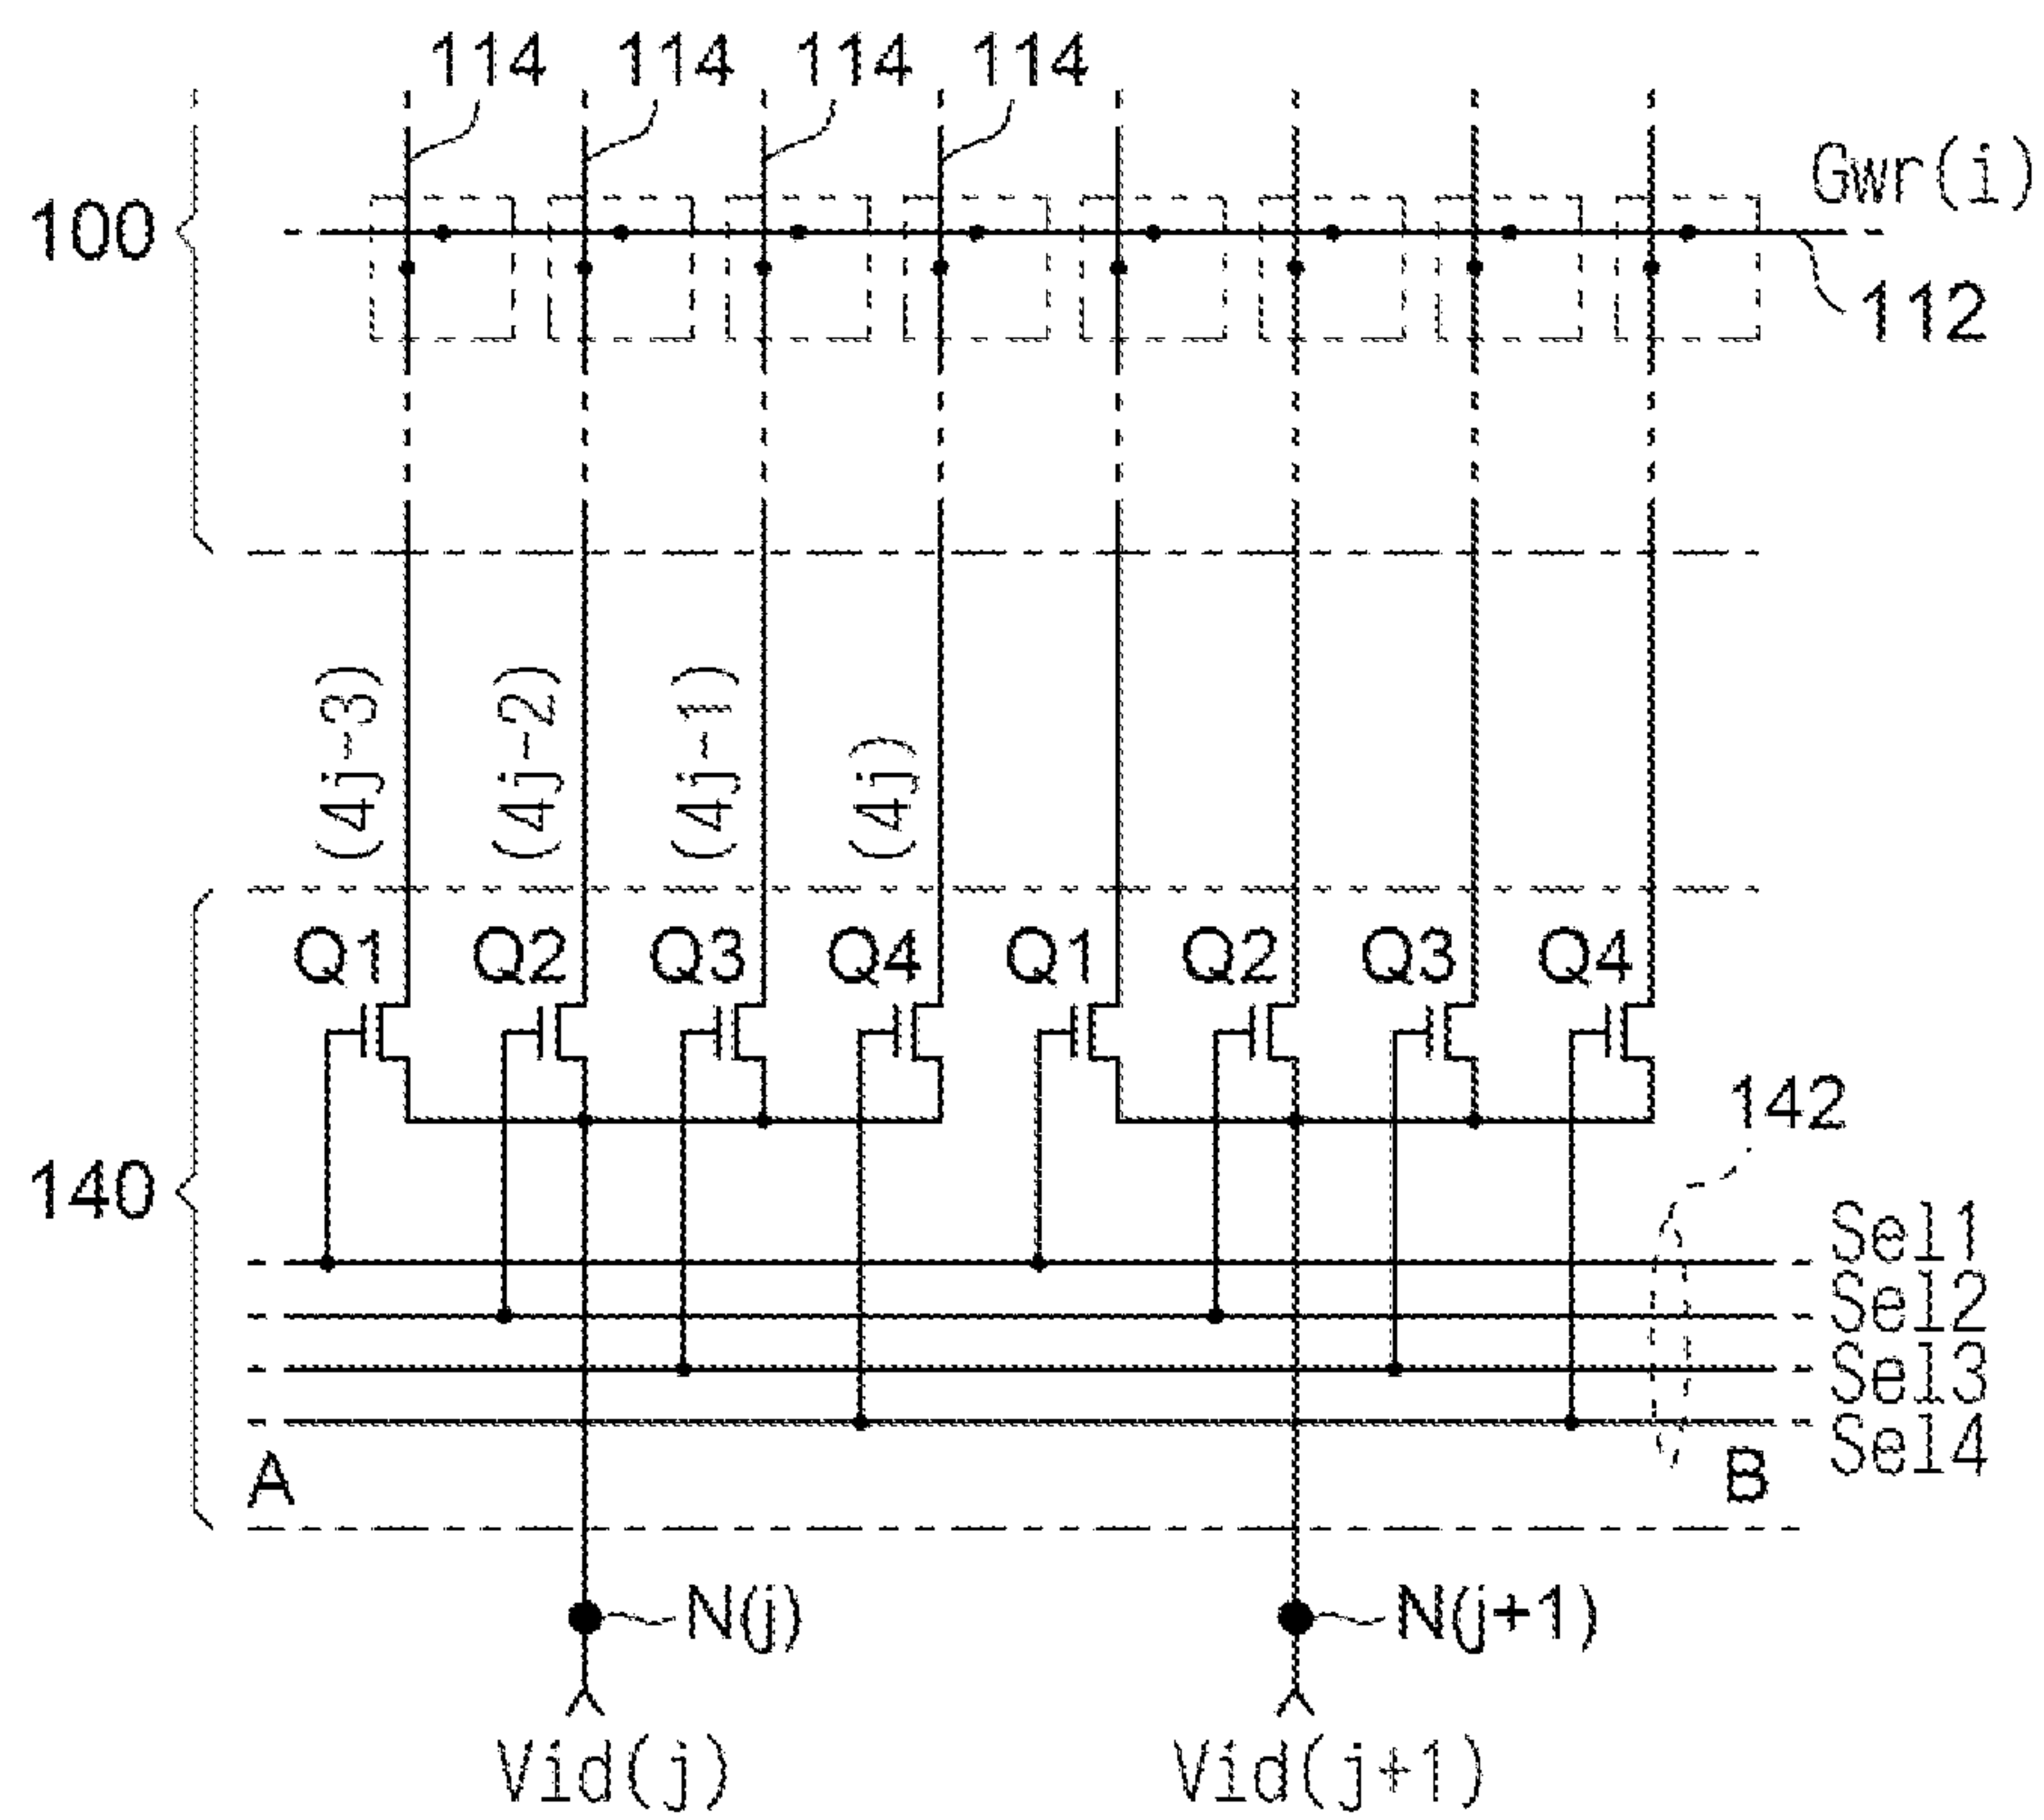 114 114 114 114
Gwr(i)
100
112
(4j-3) (4j-2) (4j-1) (4j)
Q1 Q2 Q3 Q4 Q1 Q2 Q3 Q4
142
140
Sel1
Sel2
Sel3
Sel4
A B
N(j) N(j+1)
Vid(j) Vid(j+1)